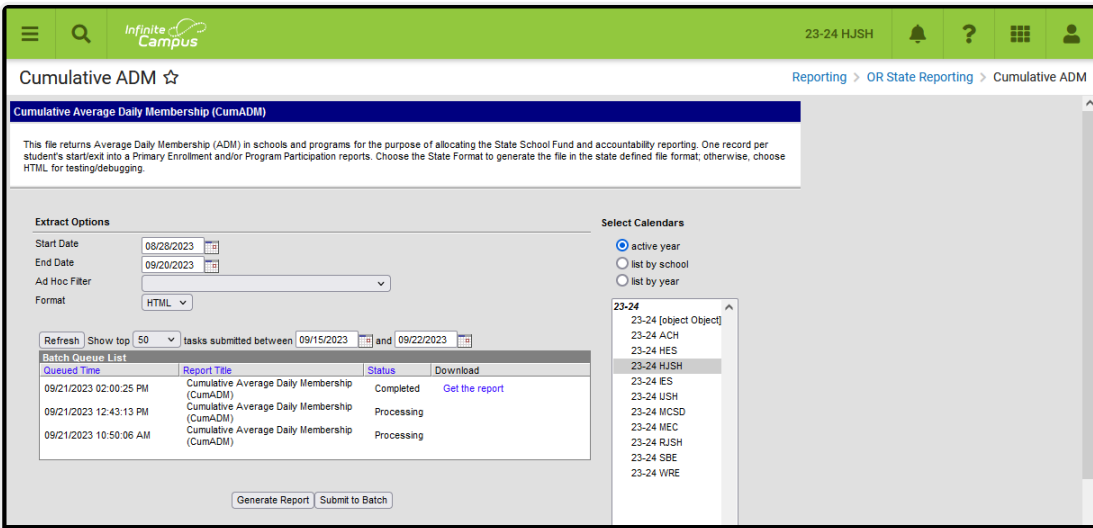 Infinite Campus
23-24 HJSH
?
Cumulative ADM
Reporting > OR State Reporting > Cumulative ADM
Cumulative Average Daily Membership (CumADM)
This file returns Average Daily Membership (ADM) in schools and programs for the purpose of allocating the State School Fund and accountability reporting. One record per
student's start/exit into a Primary Enrollment and/or Program Participation reports. Choose the State Format to generate the file in the state defined file format; otherwise, choose
HTML for testing/debugging.
Extract Options
Start Date 08/28/2023
End Date 09/20/2023
Ad Hoc Filter
Format HTML
Refresh Show top 50 tasks submitted between 09/15/2023 and 09/22/2023
Batch Queue List
Queued Time Report Title Status Download
09/21/2023 02:00:25 PM Cumulative Average Daily Membership (CumADM) Completed Get the report
09/21/2023 12:43:13 PM Cumulative Average Daily Membership (CumADM) Processing
09/21/2023 10:50:06 AM Cumulative Average Daily Membership (CumADM) Processing
Generate Report Submit to Batch
Select Calendars
active year
list by school
list by year
23-24
23-24 [object Object]
23-24 ACH
23-24 HES
23-24 HJSH
23-24 IES
23-24 IJSH
23-24 MCSD
23-24 MEC
23-24 RJSH
23-24 SBE
23-24 WRE